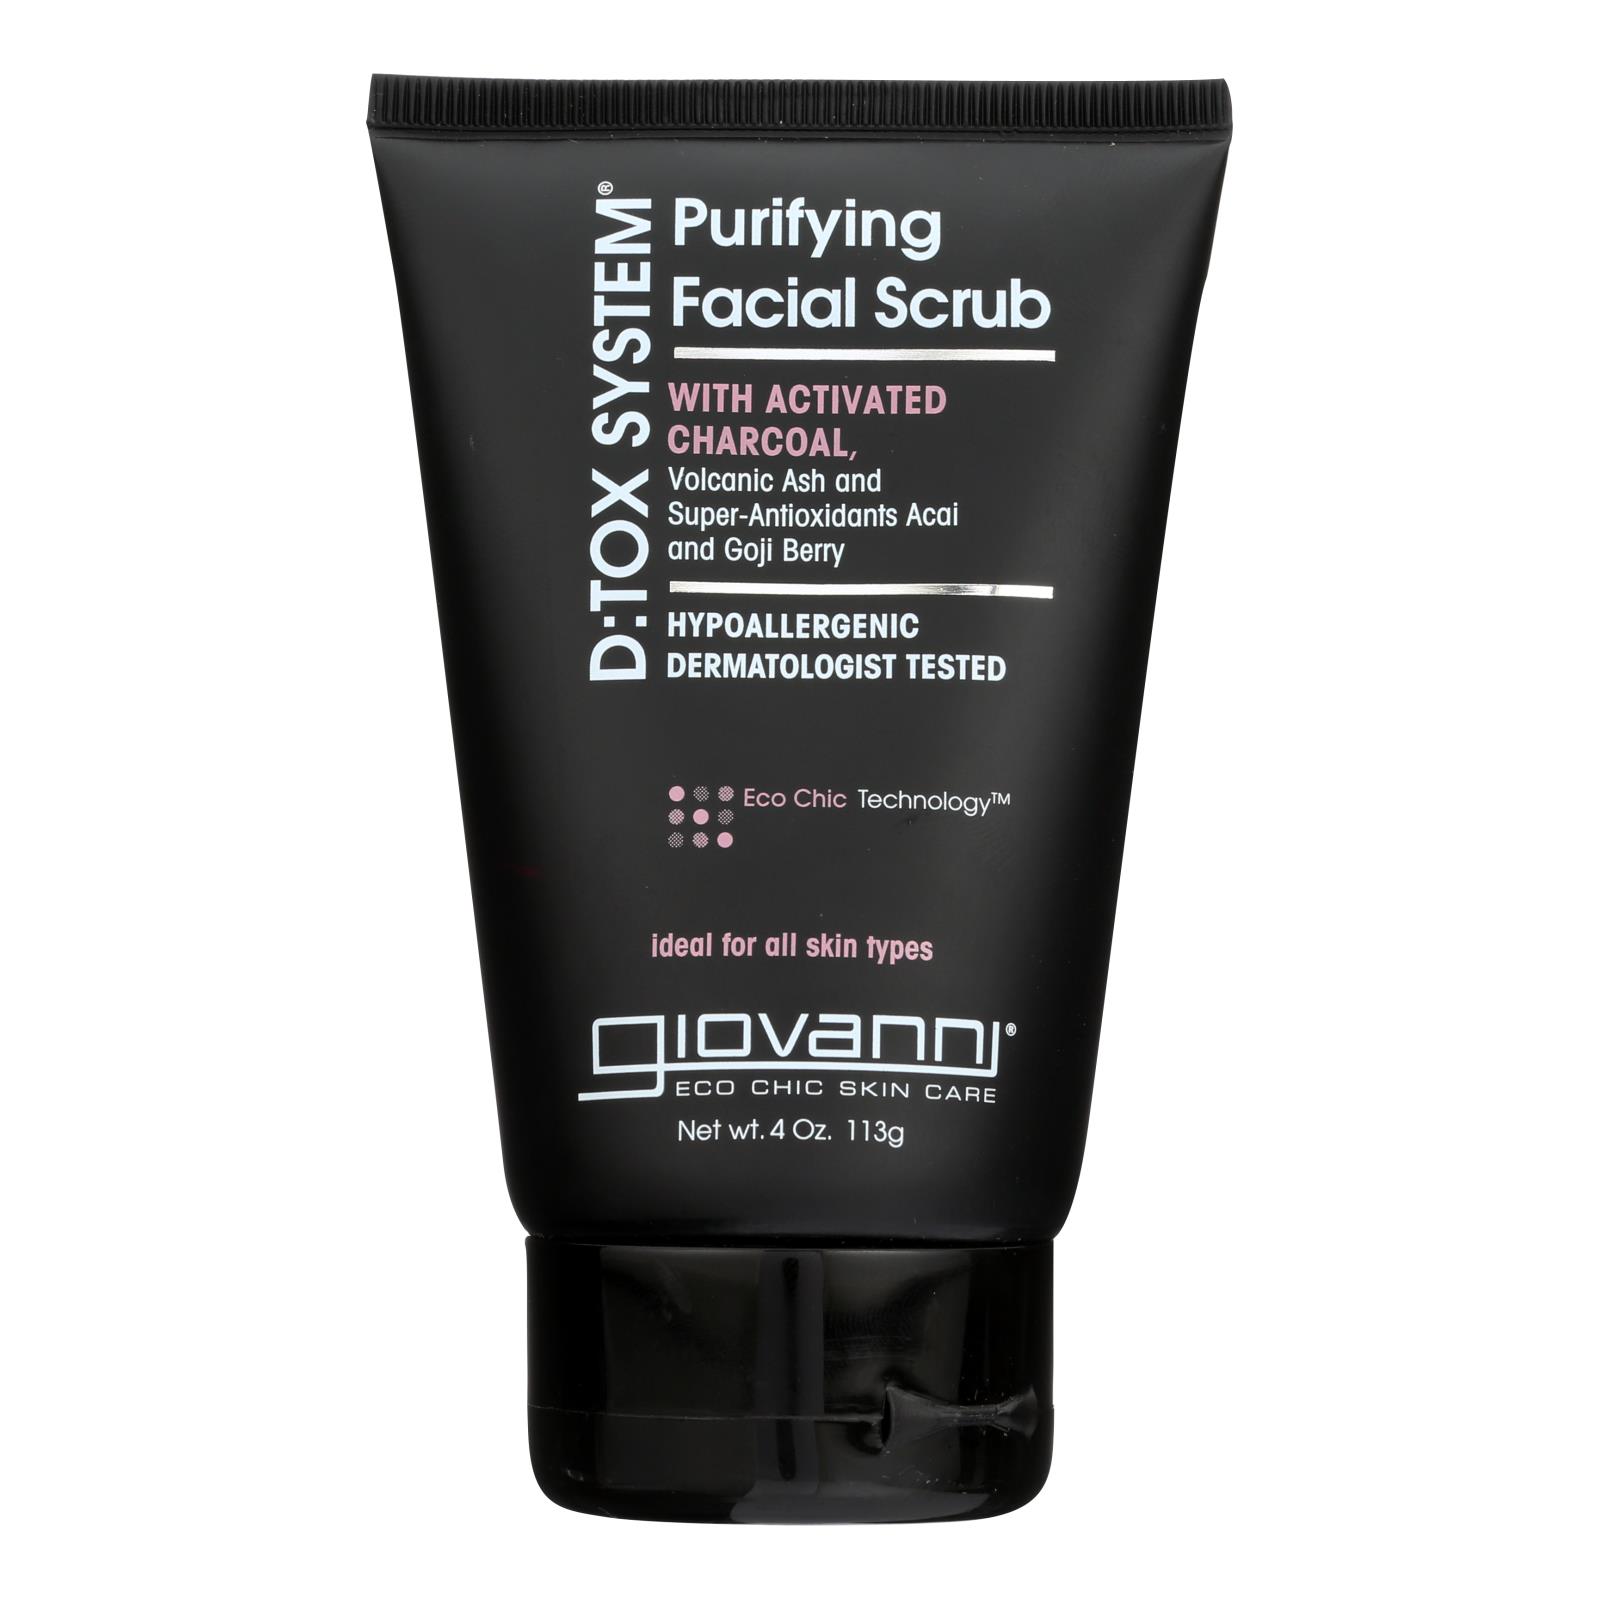 D:TOX SYSTEM®
Purifying
Facial Scrub
WITH ACTIVATED
CHARCOAL,
Volcanic Ash and
Super-Antioxidants Acai
and Goji Berry
HYPOALLERGENIC
DERMATOLOGIST TESTED
Eco Chic Technology™
ideal for all skin types
giovanni®
ECO CHIC SKIN CARE
Net wt. 4 Oz. 113g